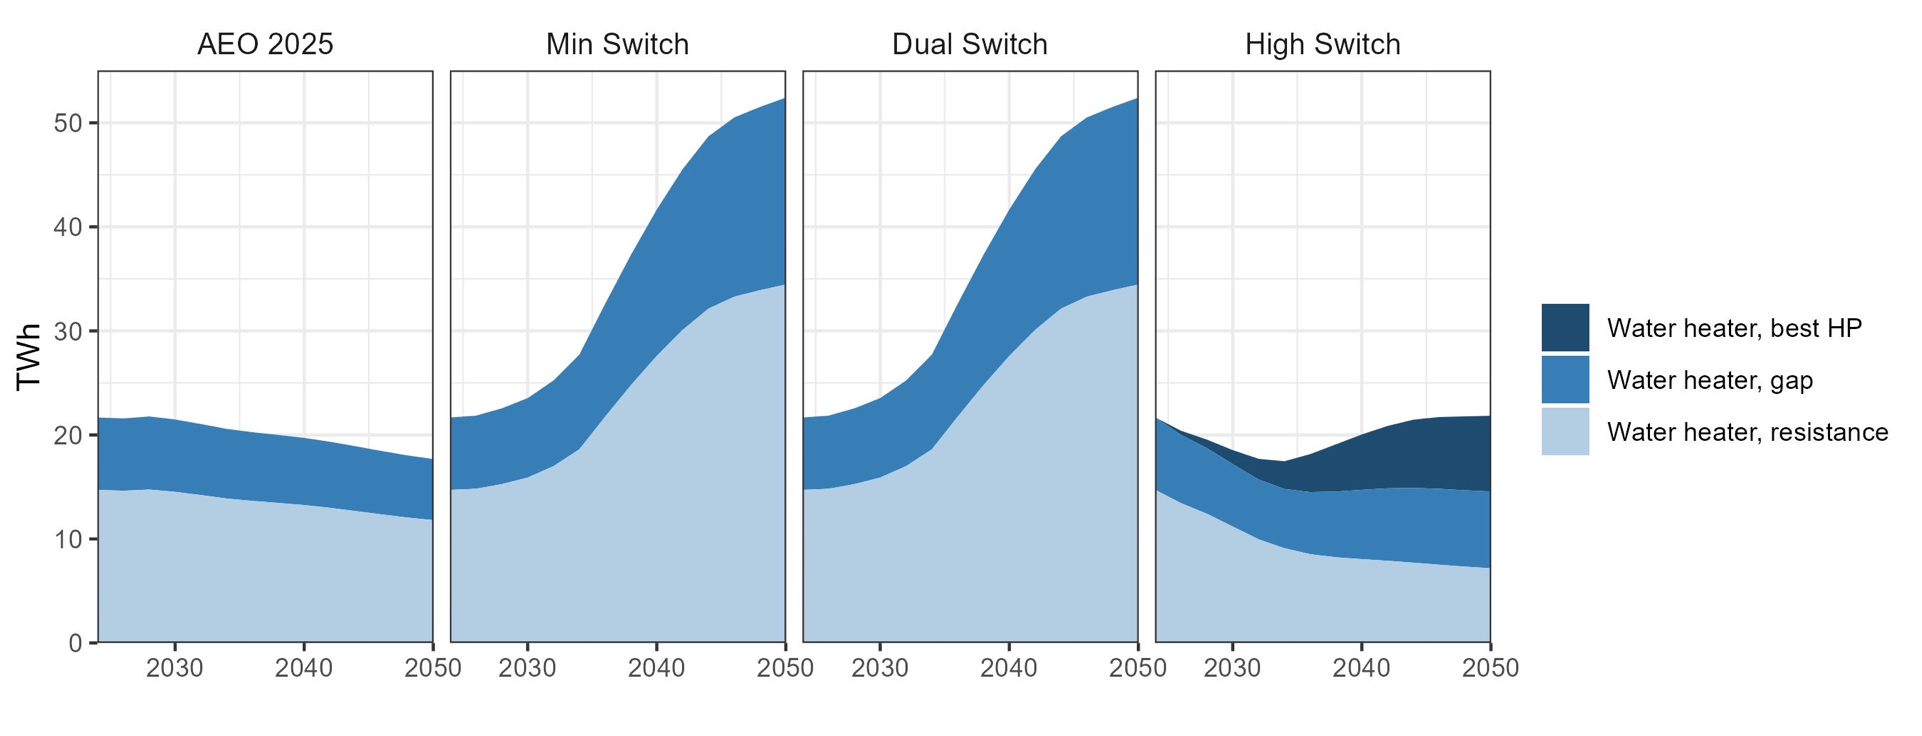 AEO 2025
Min Switch
Dual Switch
High Switch
TWh
50
40
30
20
10
0
2030 2040 2050
2030 2040 2050
2030 2040 2050
2030 2040 2050
Water heater, best HP
Water heater, gap
Water heater, resistance